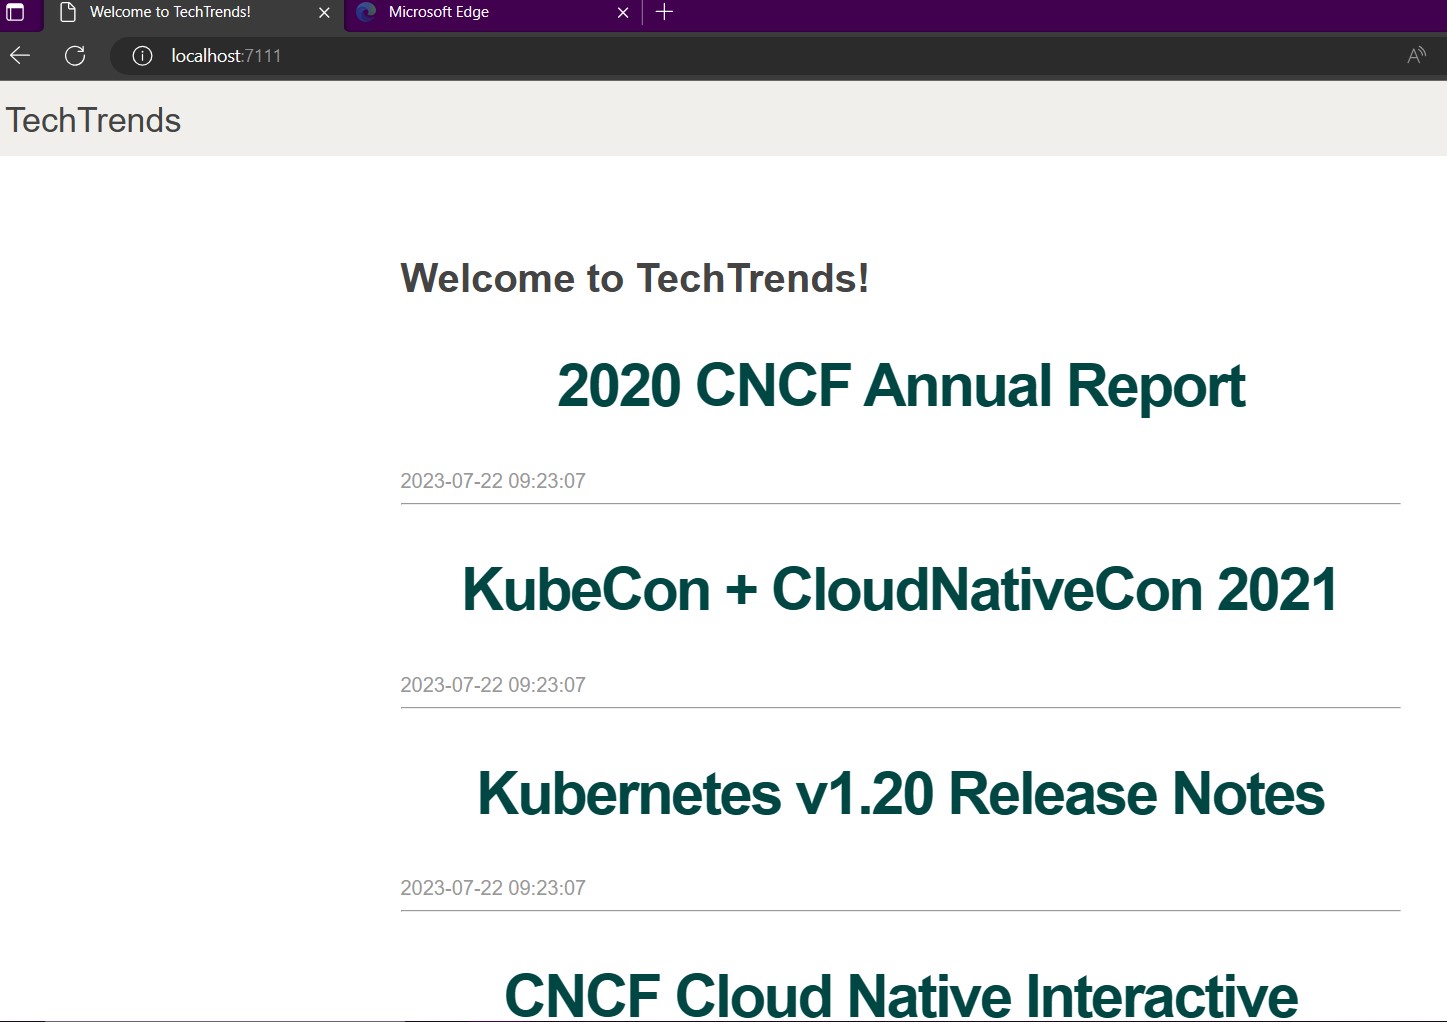 Welcome to TechTrends!
Microsoft Edge
localhost:7111
TechTrends
Welcome to TechTrends!
2020 CNCF Annual Report
2023-07-22 09:23:07
KubeCon + CloudNativeCon 2021
2023-07-22 09:23:07
Kubernetes v1.20 Release Notes
2023-07-22 09:23:07
CNCF Cloud Native Interactive